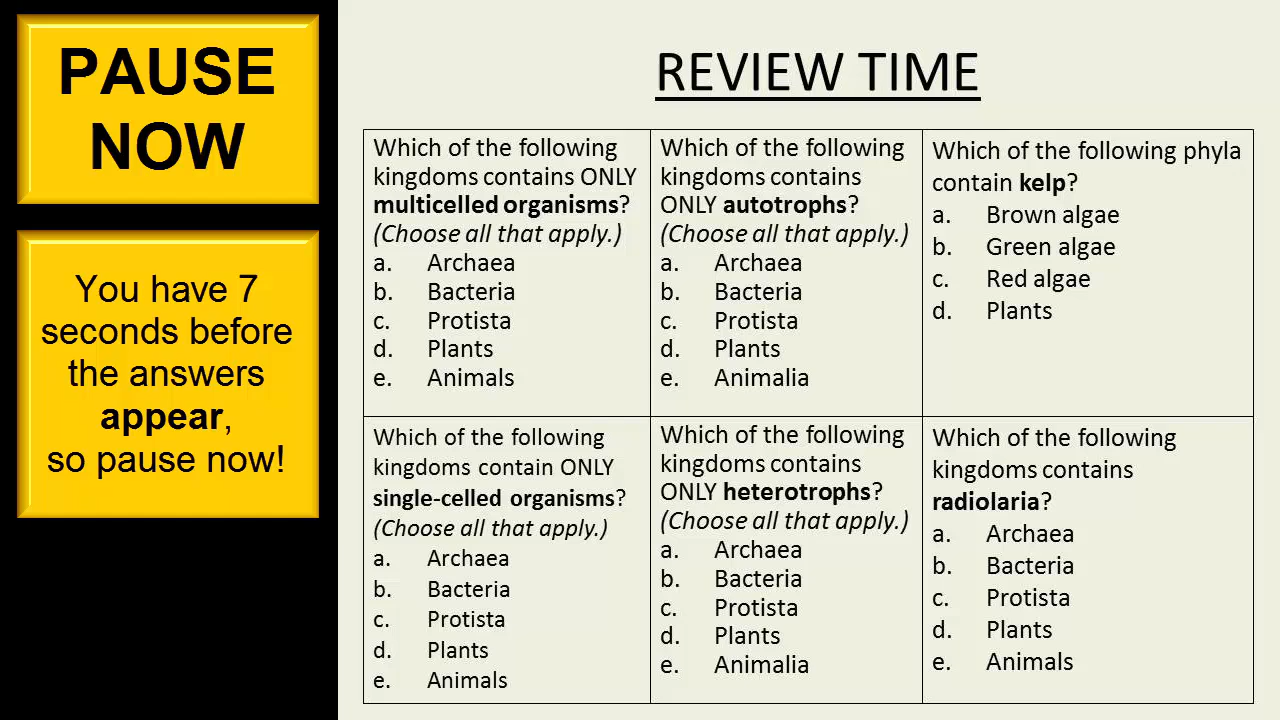 PAUSE
NOW
You have 7
seconds before
the answers
appear,
so pause now!
REVIEW TIME
Which of the following
kingdoms contains ONLY
multicelled organisms?
(Choose all that apply.)
a. Archaea
b. Bacteria
c. Protista
d. Plants
e. Animals
Which of the following
kingdoms contains
ONLY autotrophs?
(Choose all that apply.)
a. Archaea
b. Bacteria
c. Protista
d. Plants
e. Animalia
Which of the following phyla
contain kelp?
a. Brown algae
b. Green algae
c. Red algae
d. Plants
Which of the following
kingdoms contain ONLY
single-celled organisms?
(Choose all that apply.)
a. Archaea
b. Bacteria
c. Protista
d. Plants
e. Animals
Which of the following
kingdoms contains
ONLY heterotrophs?
(Choose all that apply.)
a. Archaea
b. Bacteria
c. Protista
d. Plants
e. Animalia
Which of the following
kingdoms contains
radiolaria?
a. Archaea
b. Bacteria
c. Protista
d. Plants
e. Animals